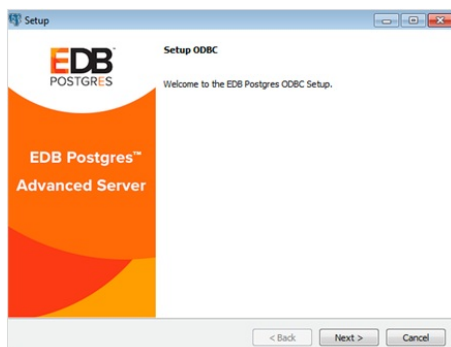 Setup
EDB
POSTGRES
Setup ODBC
Welcome to the EDB Postgres ODBC Setup.
EDB Postgres™
Advanced Server
< Back
Next >
Cancel